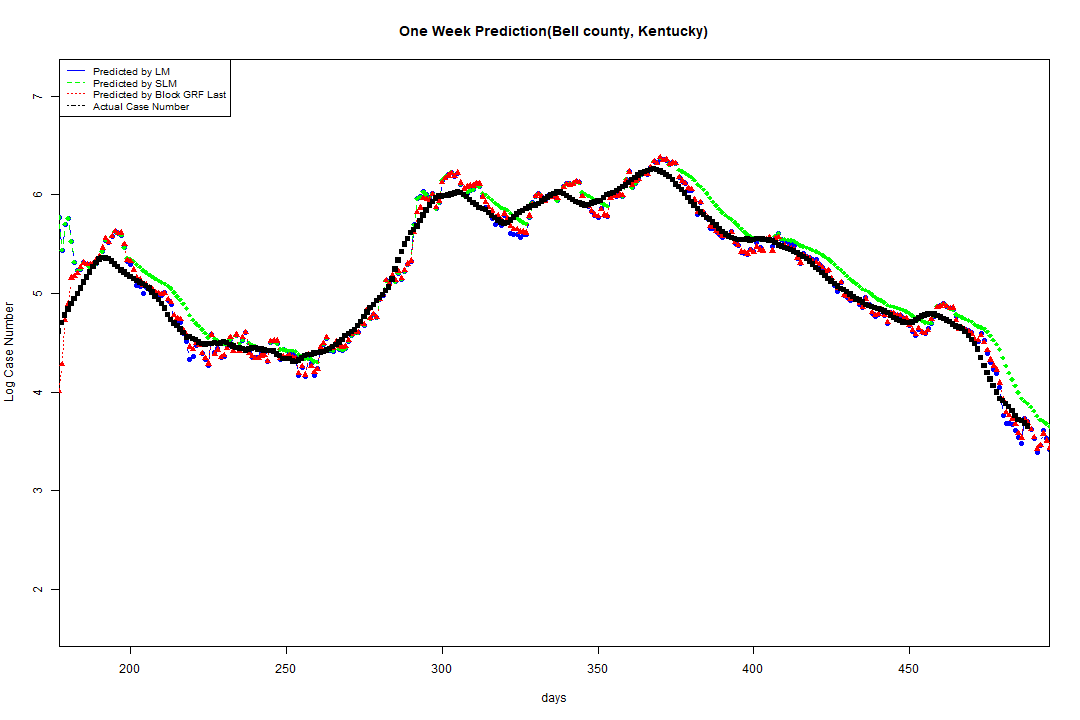 One Week Prediction(Bell county, Kentucky)
Predicted by LM
Predicted by SLM
Predicted by Block GRF Last
Actual Case Number
7
6
5
4
3
2
Log Case Number
200 250 300 350 400 450
days